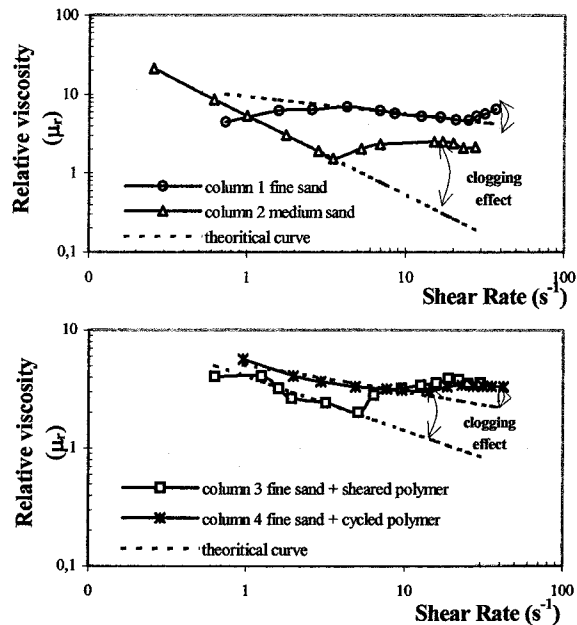 100
10
1
0,1
Relative viscosity
(μr)
clogging
effect
column 1 fine sand
column 2 medium sand
theoritical curve
0
1
10
100
Shear Rate (s⁻¹)
10
1
0,1
Relative viscosity
(μr)
clogging
effect
column 3 fine sand + sheared polymer
column 4 fine sand + cycled polymer
theoritical curve
0
1
10
100
Shear Rate (s⁻¹)